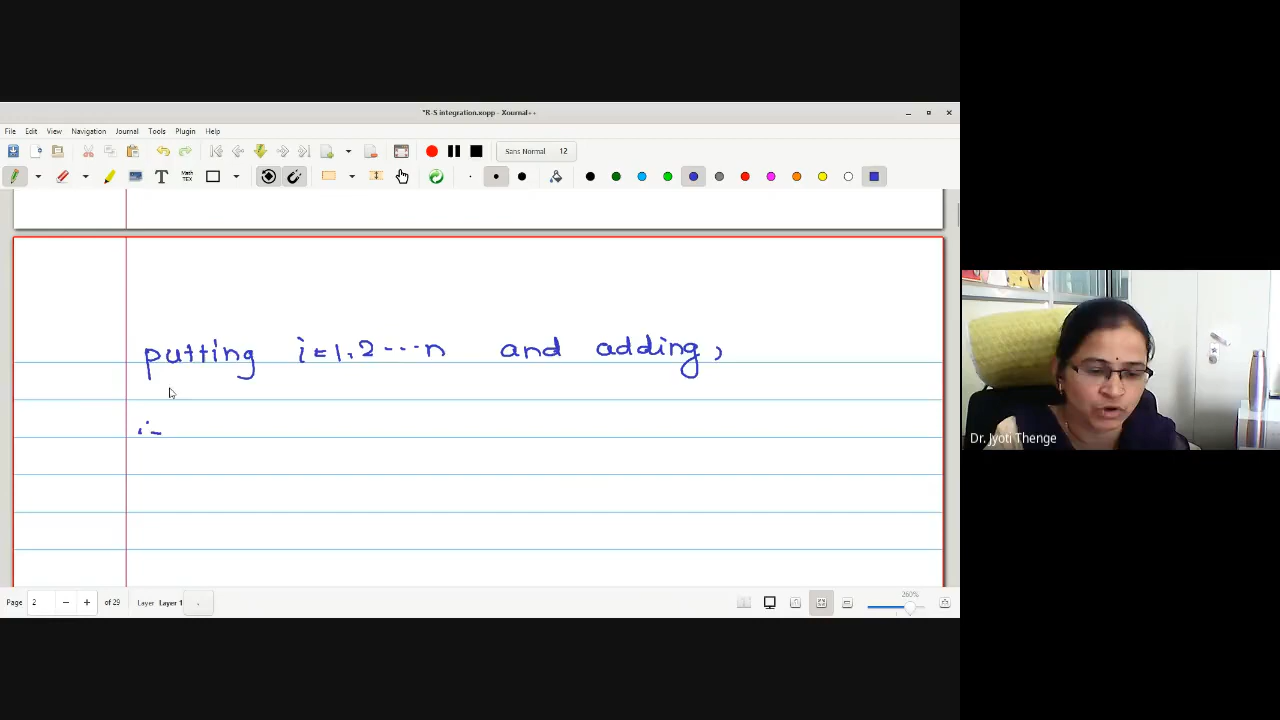 *R-S integration.xopp - Xournal++
File Edit View Navigation Journal Tools Plugin Help
Sans Normal 12
putting i=1,2---n and adding,
Dr. Jyoti Thenge
Page 2 of 29 Layer Layer 1 260%